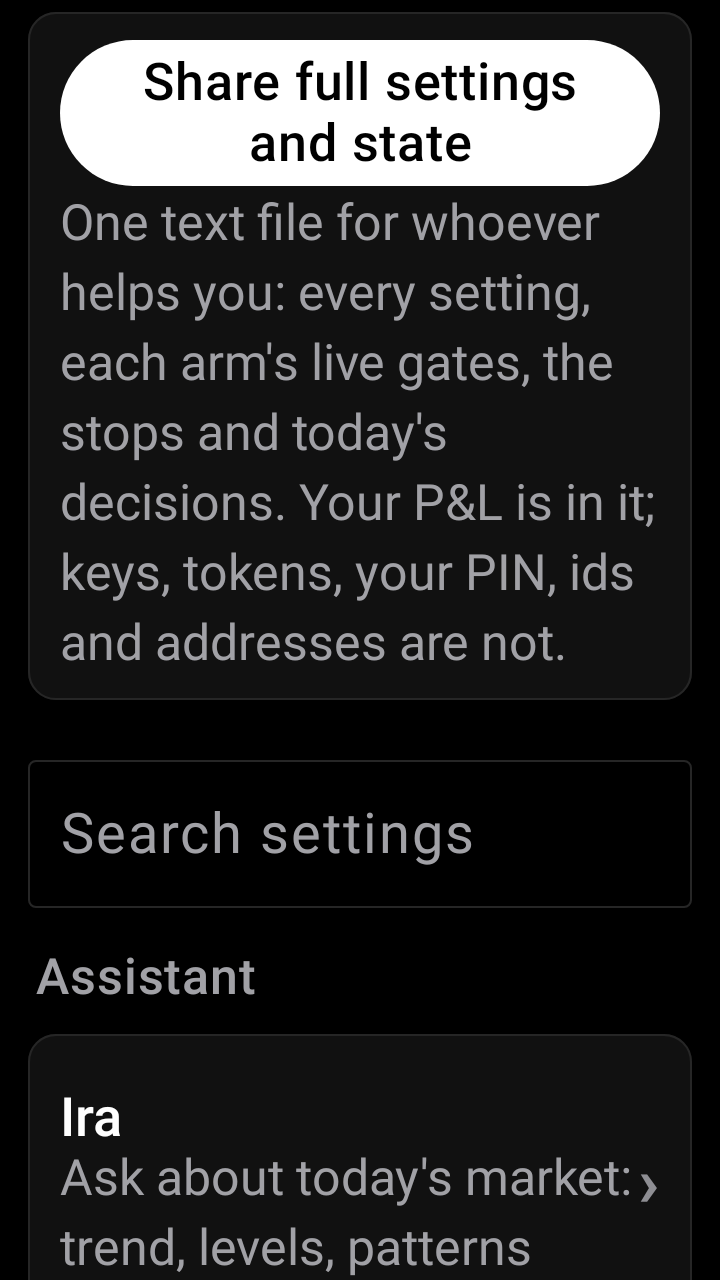 Share full settings
and state
One text file for whoever
helps you: every setting,
each arm's live gates, the
stops and today's
decisions. Your P&L is in it;
keys, tokens, your PIN, ids
and addresses are not.
Search settings
Assistant
Ira
Ask about today's market: ›
trend, levels, patterns